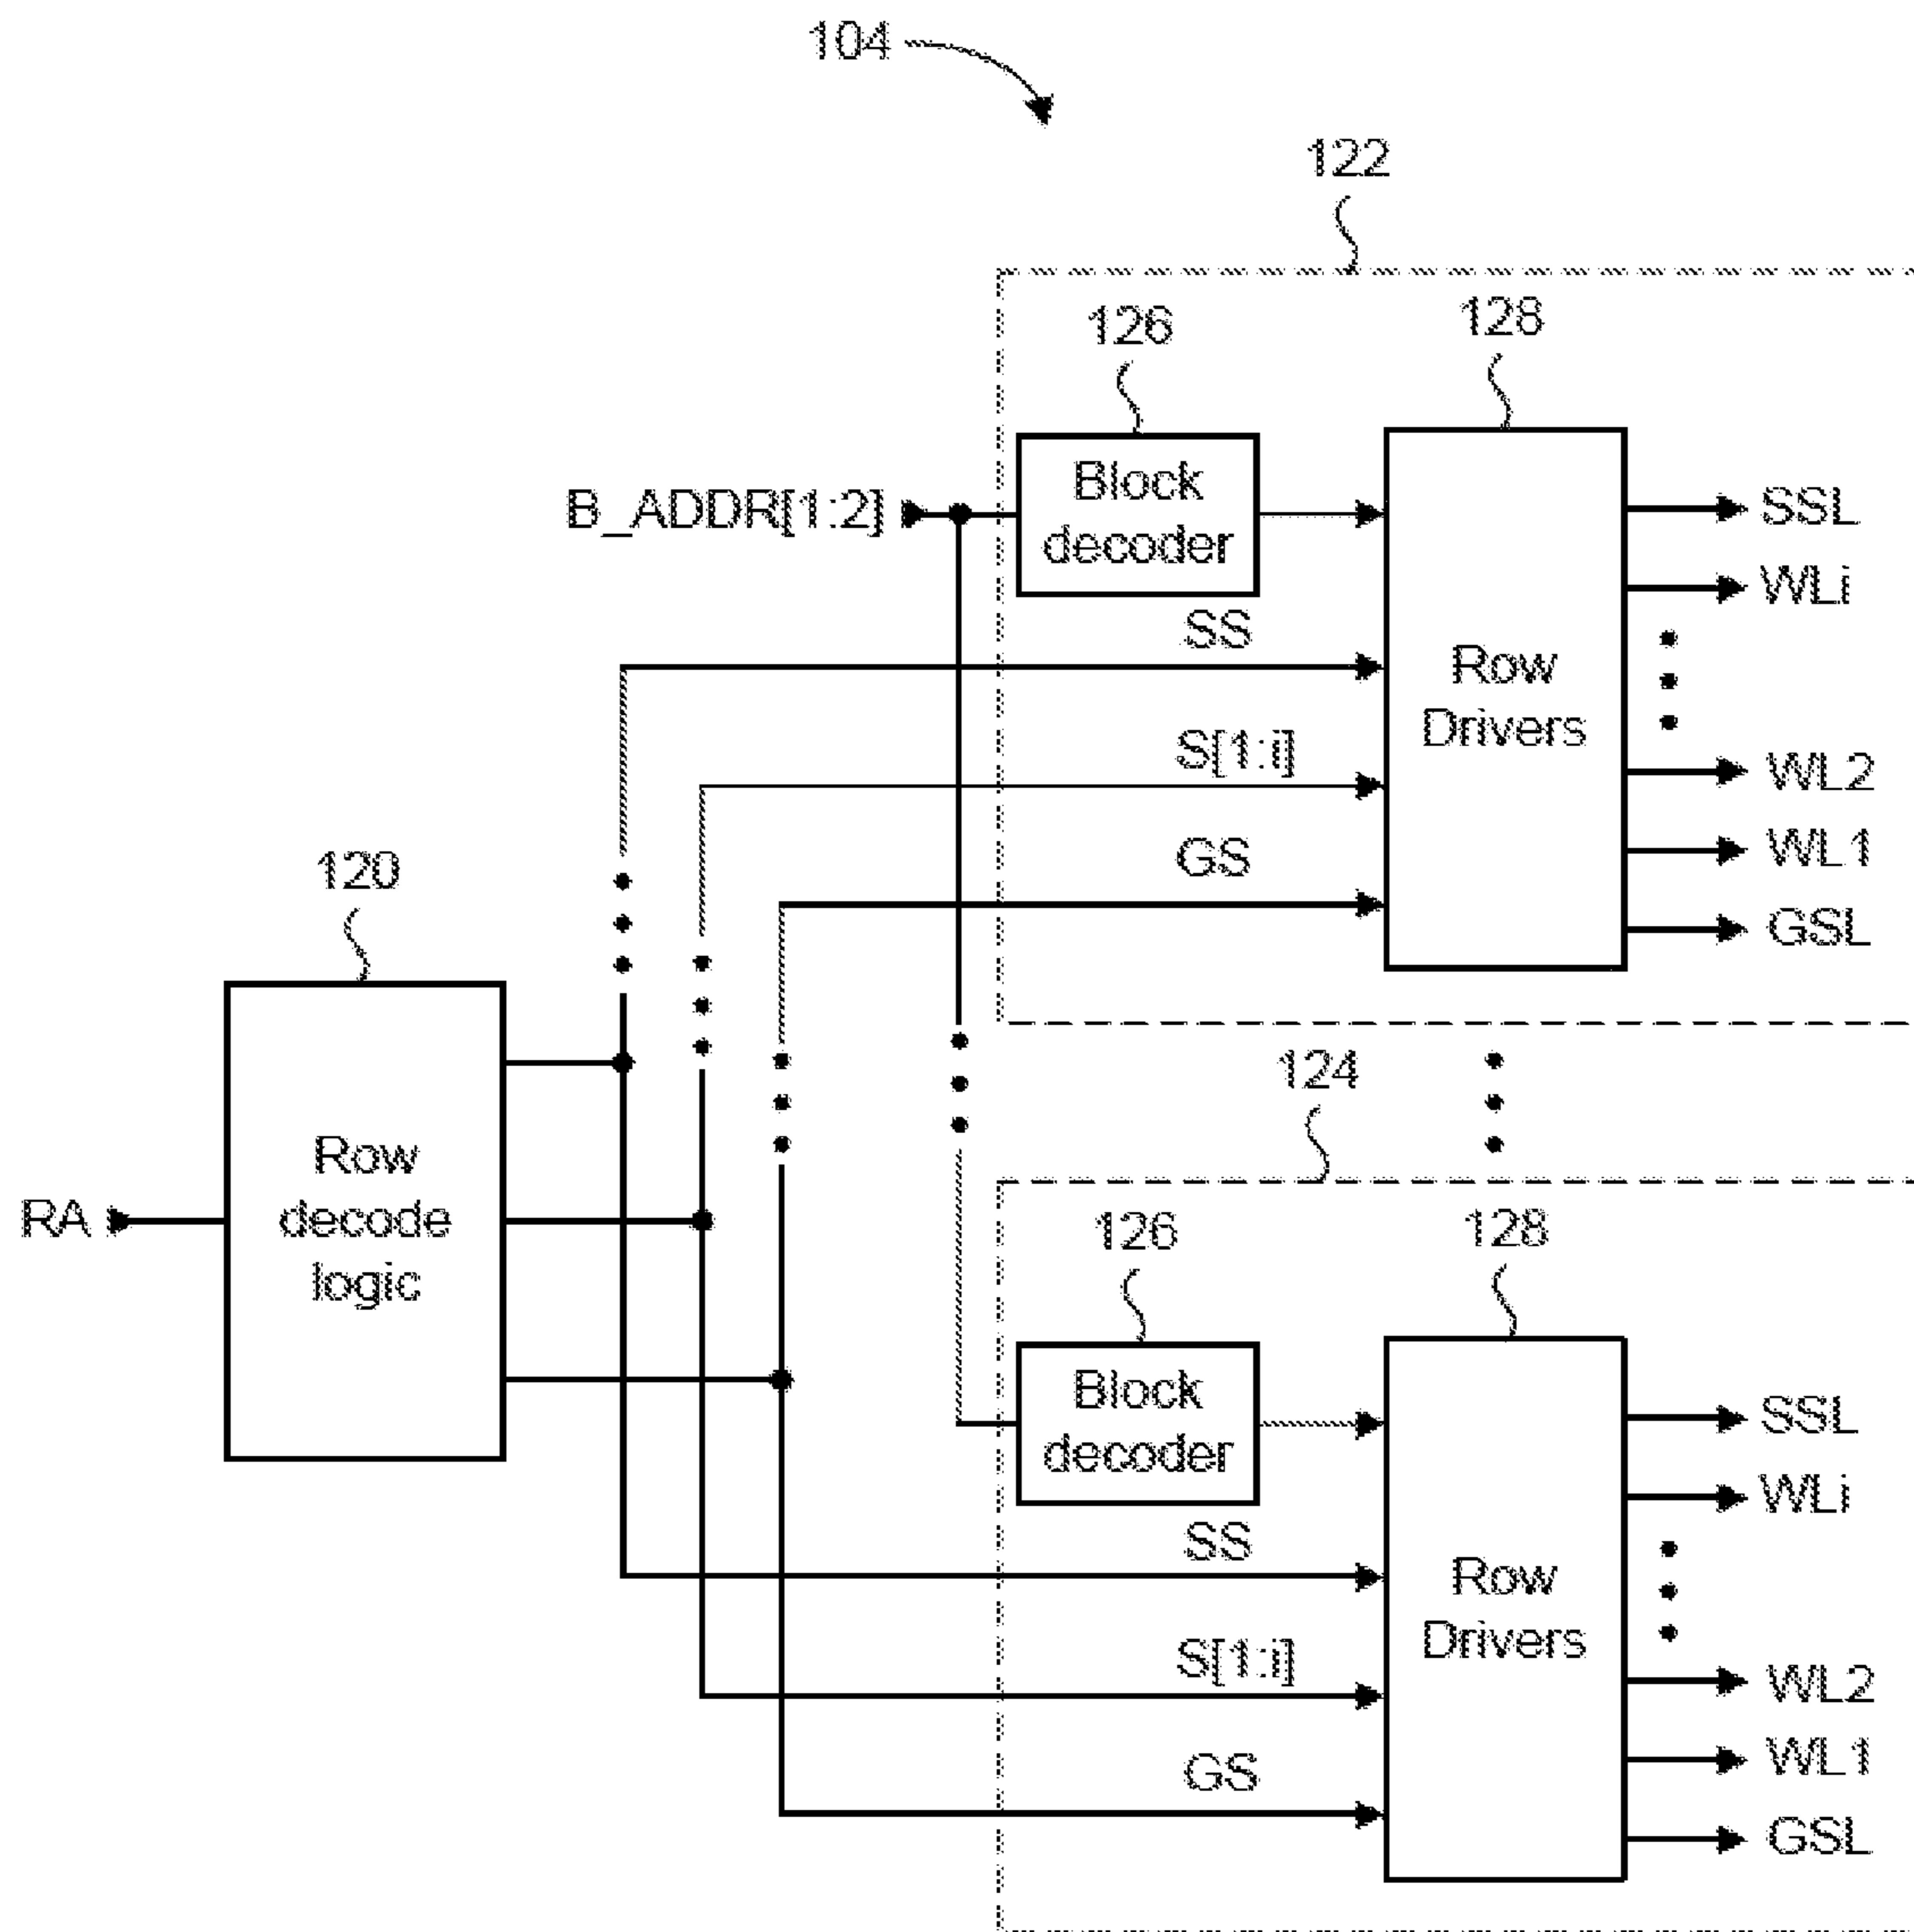 104
122
126
128
B_ADDR[1:2]
Block
decoder
SS
S[1:i]
GS
Row
Drivers
SSL
WLi
WL2
WL1
GSL
120
RA
Row
decode
logic
124
126
128
Block
decoder
SS
S[1:i]
GS
Row
Drivers
SSL
WLi
WL2
WL1
GSL